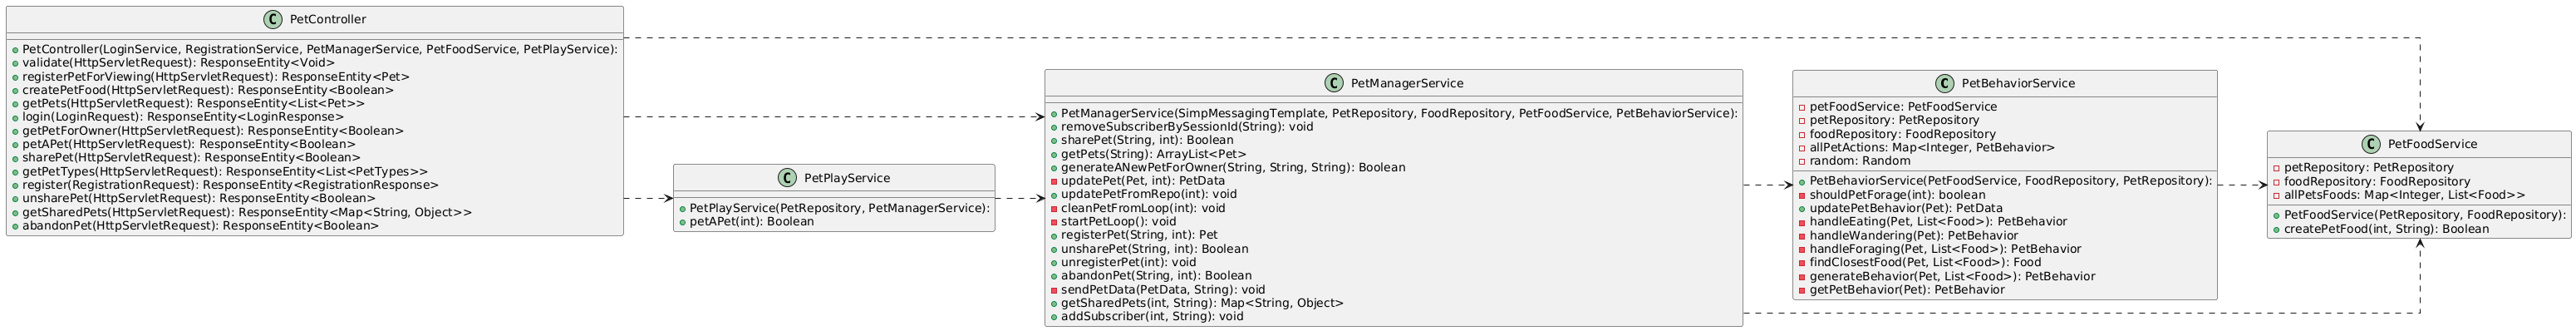 C PetController
PetController(LoginService, RegistrationService, PetManagerService, PetFoodService, PetPlayService):
validate(HttpServletRequest): ResponseEntity<Void>
registerPetForViewing(HttpServletRequest): ResponseEntity<Pet>
createPetFood(HttpServletRequest): ResponseEntity<Boolean>
getPets(HttpServletRequest): ResponseEntity<List<Pet>>
login(LoginRequest): ResponseEntity<LoginResponse>
getPetForOwner(HttpServletRequest): ResponseEntity<Boolean>
petAPet(HttpServletRequest): ResponseEntity<Boolean>
sharePet(HttpServletRequest): ResponseEntity<Boolean>
getPetTypes(HttpServletRequest): ResponseEntity<List<PetTypes>>
register(RegistrationRequest): ResponseEntity<RegistrationResponse>
unsharePet(HttpServletRequest): ResponseEntity<Boolean>
getSharedPets(HttpServletRequest): ResponseEntity<Map<String, Object>>
abandonPet(HttpServletRequest): ResponseEntity<Boolean>
C PetPlayService
PetPlayService(PetRepository, PetManagerService):
petAPet(int): Boolean
C PetManagerService
PetManagerService(SimpMessagingTemplate, PetRepository, FoodRepository, PetFoodService, PetBehaviorService):
removeSubscriberBySessionId(String): void
sharePet(String, int): Boolean
getPets(String): ArrayList<Pet>
generateANewPetForOwner(String, String, String): Boolean
updatePet(Pet, int): PetData
updatePetFromRepo(int): void
cleanPetFromLoop(int): void
startPetLoop(): void
registerPet(String, int): Pet
unsharePet(String, int): Boolean
unregisterPet(int): void
abandonPet(String, int): Boolean
sendPetData(PetData, String): void
getSharedPets(int, String): Map<String, Object>
addSubscriber(int, String): void
C PetBehaviorService
petFoodService: PetFoodService
petRepository: PetRepository
foodRepository: FoodRepository
allPetActions: Map<Integer, PetBehavior>
random: Random
PetBehaviorService(PetFoodService, FoodRepository, PetRepository):
shouldPetForage(int): boolean
updatePetBehavior(Pet): PetData
handleEating(Pet, List<Food>): PetBehavior
handleWandering(Pet): PetBehavior
handleForaging(Pet, List<Food>): PetBehavior
findClosestFood(Pet, List<Food>): Food
generateBehavior(Pet, List<Food>): PetBehavior
getPetBehavior(Pet): PetBehavior
C PetFoodService
petRepository: PetRepository
foodRepository: FoodRepository
allPetsFoods: Map<Integer, List<Food>>
PetFoodService(PetRepository, FoodRepository):
createPetFood(int, String): Boolean